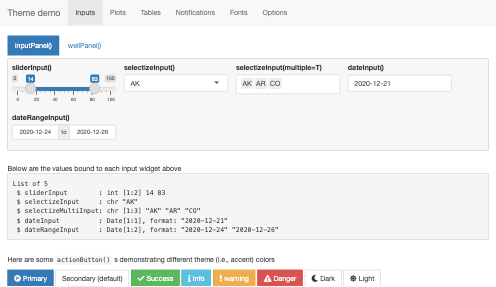 Theme demo Inputs Plots Tables Notifications Fonts Options
inputPanel() wellPanel()
sliderInput() selectizeInput() selectizeInput(multiple=T) dateInput()
0 14 83 100
AK AK AR CO 2020-12-21
0 20 40 60 80 100
dateRangeInput()
2020-12-24 to 2020-12-26
Below are the values bound to each input widget above
List of 5
$ sliderInput : int [1:2] 14 83
$ selectizeInput : chr "AK"
$ selectizeMultiInput: chr [1:3] "AK" "AR" "CO"
$ dateInput : Date[1:1], format: "2020-12-21"
$ dateRangeInput : Date[1:2], format: "2020-12-24" "2020-12-26"
Here are some actionButton() s demonstrating different theme (i.e., accent) colors
Primary Secondary (default) Success Info warning Danger Dark Light